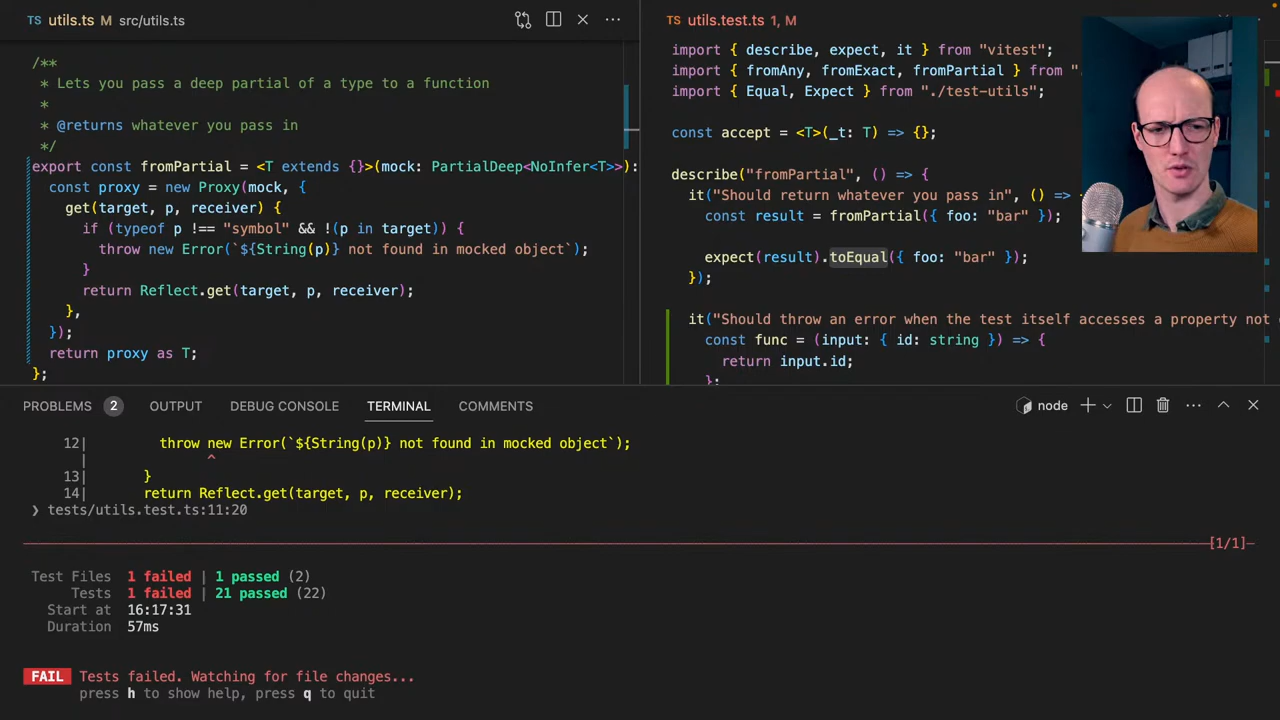 TS utils.ts M src/utils.ts
/**
* Lets you pass a deep partial of a type to a function
*
* @returns whatever you pass in
*/
export const fromPartial = <T extends {}>(mock: PartialDeep<NoInfer<T>>):
const proxy = new Proxy(mock, {
get(target, p, receiver) {
if (typeof p !== "symbol" && !(p in target)) {
throw new Error(`${String(p)} not found in mocked object`);
}
return Reflect.get(target, p, receiver);
},
});
return proxy as T;
};
TS utils.test.ts 1, M
import { describe, expect, it } from "vitest";
import { fromAny, fromExact, fromPartial } from ".
import { Equal, Expect } from "./test-utils";
const accept = <T>(_t: T) => {};
describe("fromPartial", () => {
it("Should return whatever you pass in", () =>
const result = fromPartial({ foo: "bar" });
expect(result).toEqual({ foo: "bar" });
});
it("Should throw an error when the test itself accesses a property not
const func = (input: { id: string }) => {
return input.id;
};
PROBLEMS 2 OUTPUT DEBUG CONSOLE TERMINAL COMMENTS node
12| throw new Error(`${String(p)} not found in mocked object`);
| ^
13| }
14| return Reflect.get(target, p, receiver);
❯ tests/utils.test.ts:11:20
[1/1]
Test Files 1 failed | 1 passed (2)
Tests 1 failed | 21 passed (22)
Start at 16:17:31
Duration 57ms
FAIL Tests failed. Watching for file changes...
press h to show help, press q to quit